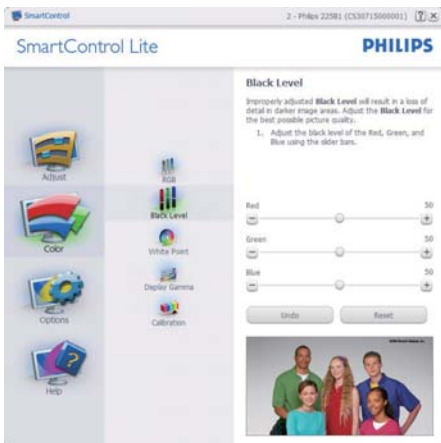 SmartControl
2 - Philips 225B1 (CS30715000001)
SmartControl Lite
PHILIPS
Black Level
Improperly adjusted Black Level will result in a loss of
detail in darker image areas. Adjust the Black Level for
the best possible picture quality.
1. Adjust the black level of the Red, Green, and
Blue using the slider bars.
Adjust
Color
Options
Help
RGB
Black Level
White Point
Display Gamma
Calibration
Red 50
Green 50
Blue 50
Undo Reset